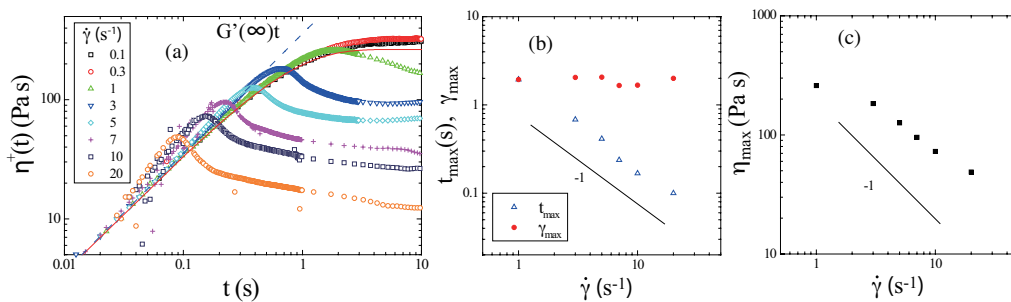 γ̇ (s⁻¹)
0.1
0.3
1
3
5
7
10
20
(a)
G'(∞)t
η⁺(t) (Pa s)
100
10
0.01
0.1
1
10
t (s)
(b)
t_max(s), γ_max
10
1
0.1
-1
t_max
γ_max
1
10
γ̇ (s⁻¹)
(c)
η_max (Pa s)
1000
100
10
-1
1
10
γ̇ (s⁻¹)